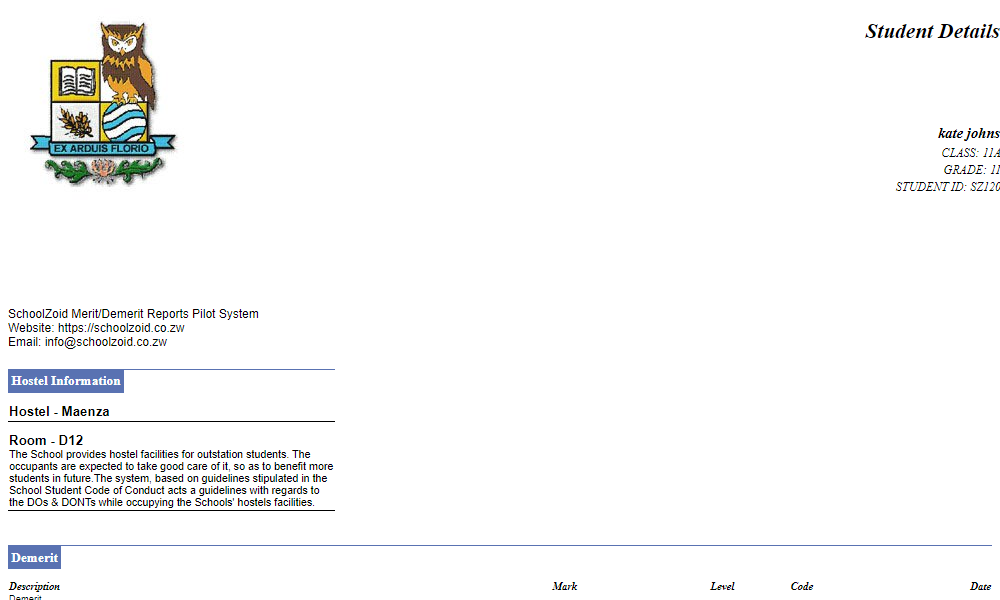 Student Details
EX ARDUIS FLORIO
kate johns
CLASS: 11A
GRADE: 11
STUDENT ID: SZ120
SchoolZoid Merit/Demerit Reports Pilot System
Website: https://schoolzoid.co.zw
Email: info@schoolzoid.co.zw
Hostel Information
Hostel - Maenza
Room - D12
The School provides hostel facilities for outstation students. The
occupants are expected to take good care of it, so as to benefit more
students in future.The system, based on guidelines stipulated in the
School Student Code of Conduct acts a guidelines with regards to
the DOs & DONTs while occupying the Schools' hostels facilities.
Demerit
Description Mark Level Code Date
Demerit